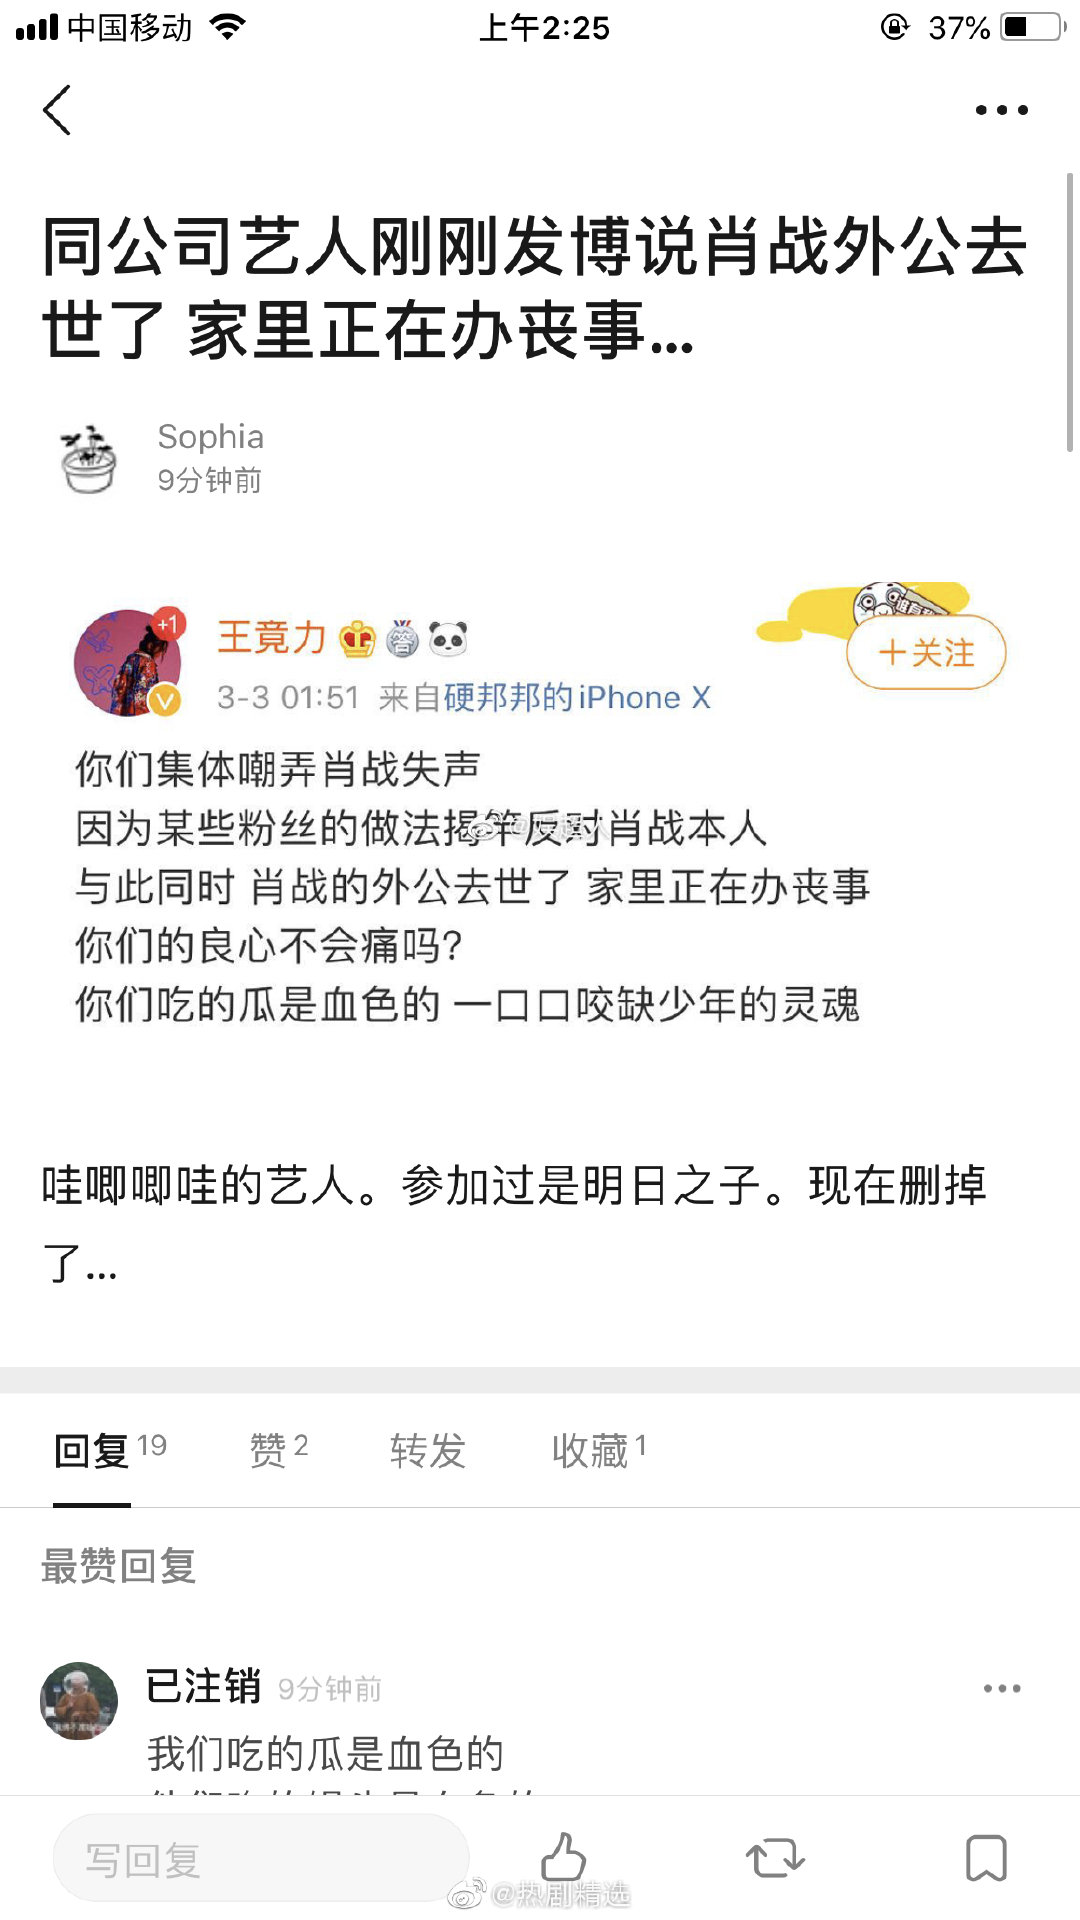 中国移动 上午2:25 37%
同公司艺人刚刚发博说肖战外公去
世了 家里正在办丧事...
Sophia
9分钟前
+1
王竟力
+关注
3-3 01:51 来自硬邦邦的iPhone X
你们集体嘲弄肖战失声
因为某些粉丝的做法揭竿反对肖战本人
与此同时 肖战的外公去世了 家里正在办丧事
你们的良心不会痛吗?
你们吃的瓜是血色的 一口口咬缺少年的灵魂
哇唧唧哇的艺人。参加过是明日之子。现在删掉
了...
回复 19 赞 2 转发 收藏 1
最赞回复
已注销 9分钟前
我们吃的瓜是血色的
写回复
@热剧精选